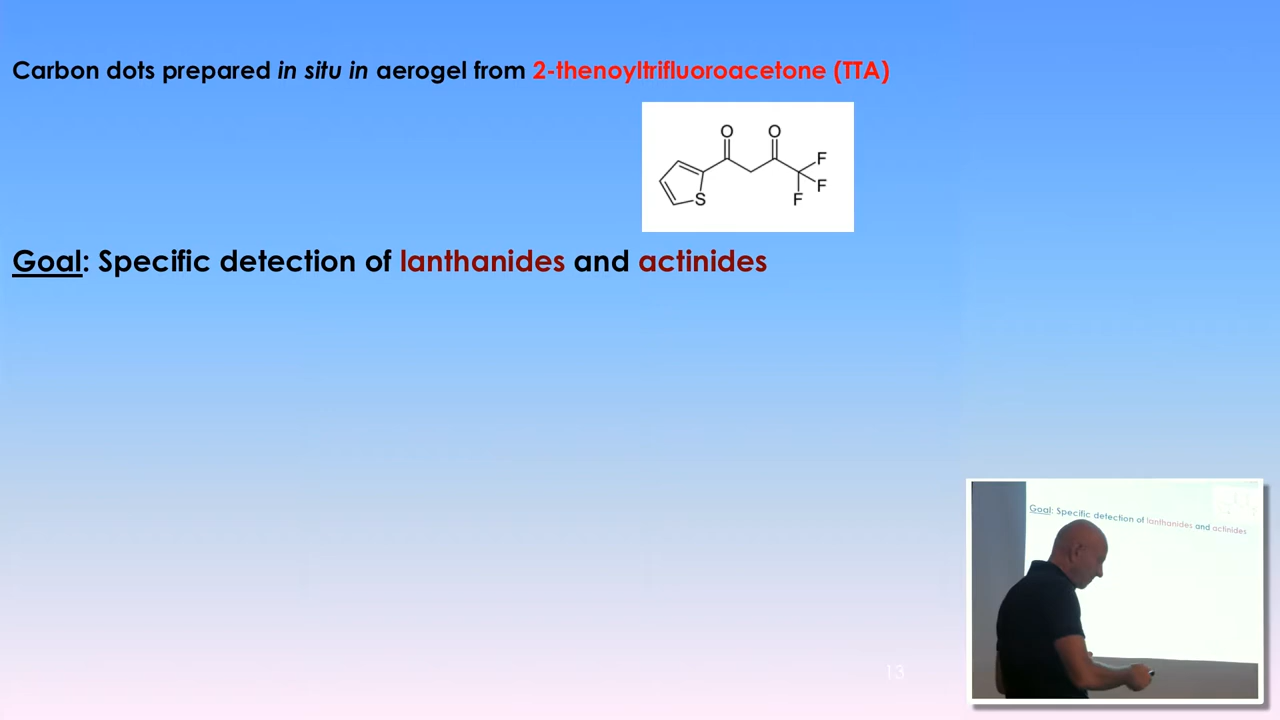 Carbon dots prepared in situ in aerogel from 2-thenoyltrifluoroacetone (TTA)
O O
F
F
F
S
Goal: Specific detection of lanthanides and actinides
Goal: Specific detection of lanthanides and actinides
13